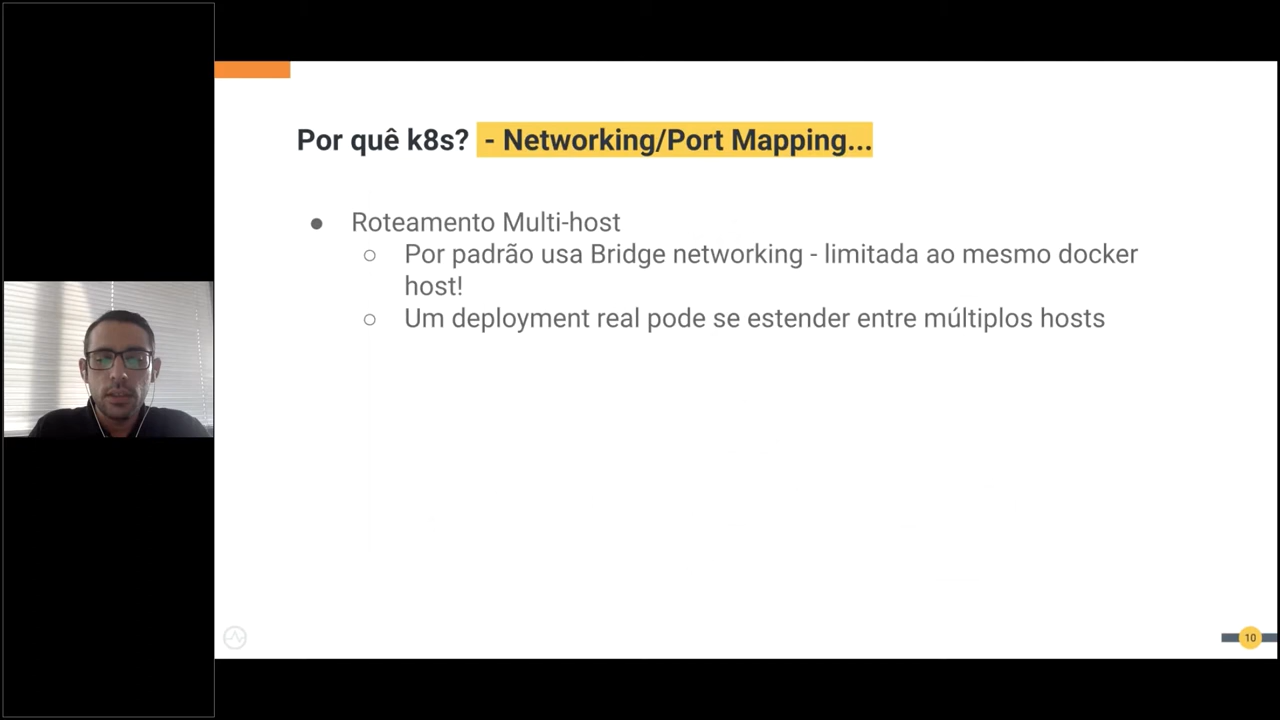 Por quê k8s? - Networking/Port Mapping...
● Roteamento Multi-host
○ Por padrão usa Bridge networking - limitada ao mesmo docker
host!
○ Um deployment real pode se estender entre múltiplos hosts
10